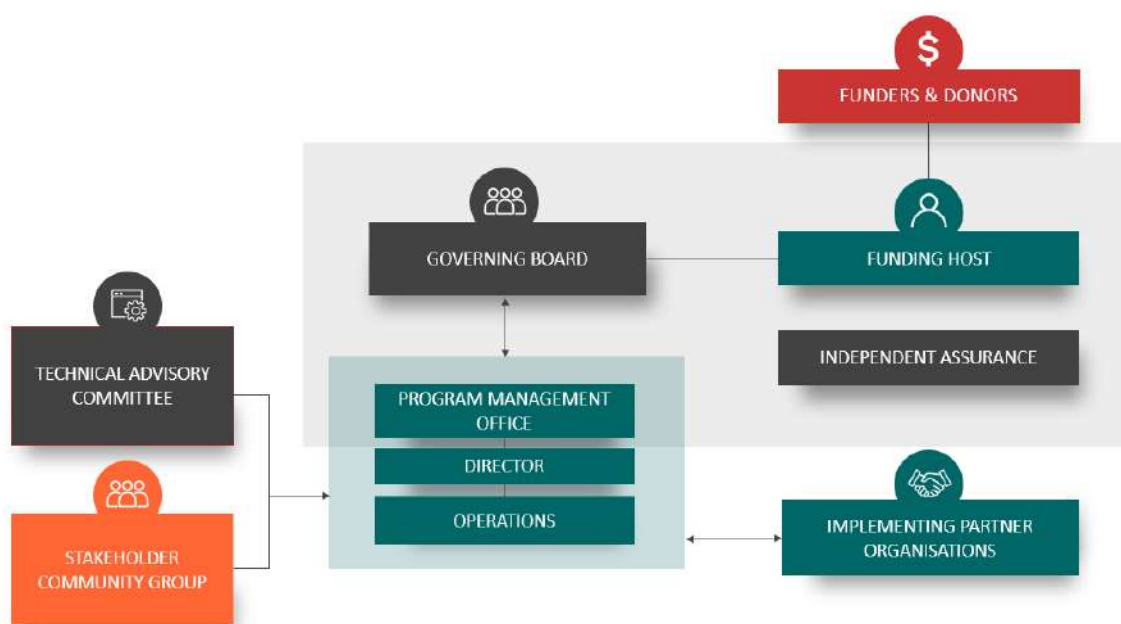 $
FUNDERS & DONORS
GOVERNING BOARD
FUNDING HOST
TECHNICAL ADVISORY
COMMITTEE
INDEPENDENT ASSURANCE
PROGRAM MANAGEMENT
OFFICE
DIRECTOR
OPERATIONS
STAKEHOLDER
COMMUNITY GROUP
IMPLEMENTING PARTNER
ORGANISATIONS